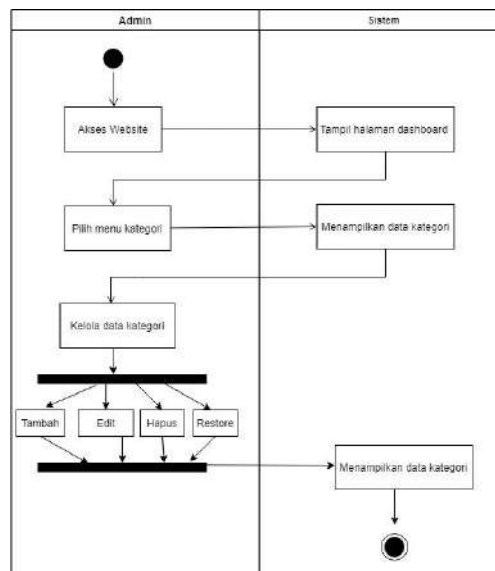 Admin
Sistem
Akses Website
Tampil halaman dashboard
Pilih menu kategori
Menampilkan data kategori
Kelola data kategori
Tambah
Edit
Hapus
Restore
Menampilkan data kategori